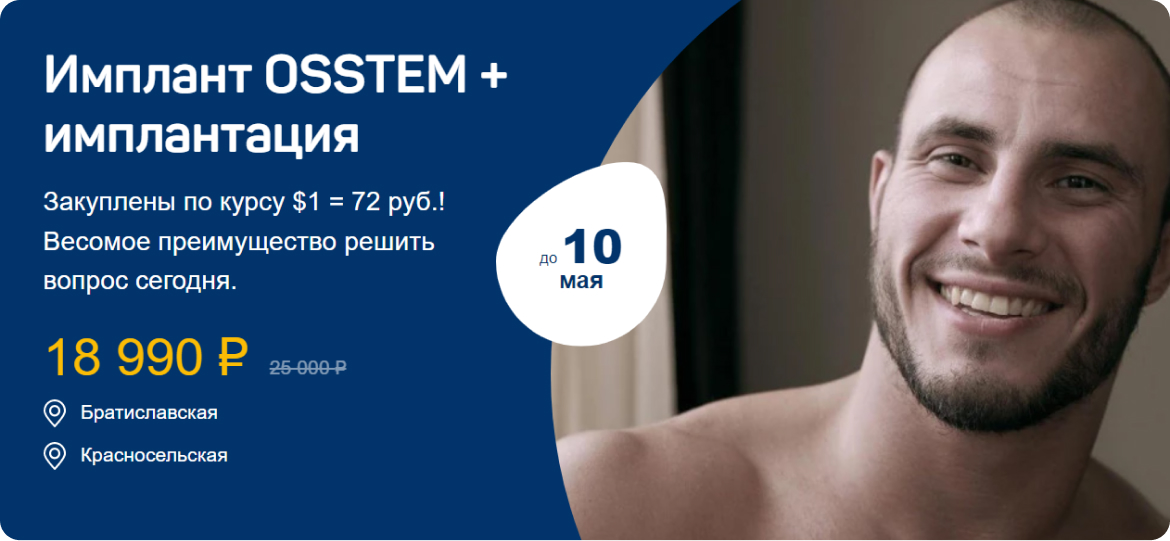 Имплант OSSTEM +
имплантация
Закуплены по курсу $1 = 72 руб.!
Весомое преимущество решить
вопрос сегодня.
до 10
мая
18 990 ₽ 25 000 ₽
Братиславская
Красносельская